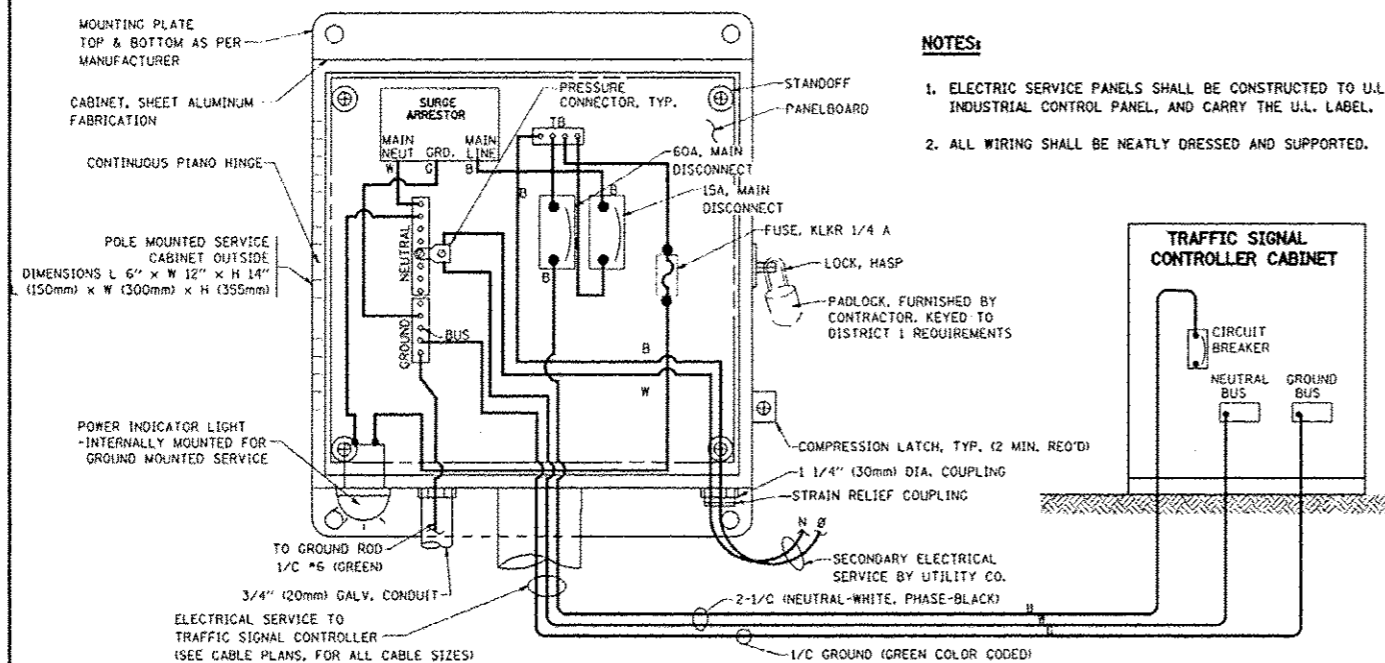 MOUNTING PLATE
TOP & BOTTOM AS PER
MANUFACTURER
CABINET, SHEET ALUMINUM
FABRICATION
CONTINUOUS PIANO HINGE
POLE MOUNTED SERVICE
CABINET OUTSIDE
DIMENSIONS L 6" x W 12" x H 14"
(150mm) x W (300mm) x H (355mm)
POWER INDICATOR LIGHT
-INTERNALLY MOUNTED FOR
GROUND MOUNTED SERVICE
TO GROUND ROD
1/C #6 (GREEN)
3/4" (20mm) GALV. CONDUIT
ELECTRICAL SERVICE TO
TRAFFIC SIGNAL CONTROLLER
(SEE CABLE PLANS, FOR ALL CABLE SIZES)
SURGE
ARRESTOR
MAIN
NEUT
GRD.
MAIN
LINE
W
G
B
PRESSURE
CONNECTOR, TYP.
TB
NEUTRAL
GROUND
BUS
B
B
B
B
W
STANDOFF
PANELBOARD
60A, MAIN
DISCONNECT
15A, MAIN
DISCONNECT
FUSE, KLKR 1/4 A
LOCK, HASP
PADLOCK, FURNISHED BY
CONTRACTOR. KEYED TO
DISTRICT 1 REQUIREMENTS
COMPRESSION LATCH, TYP. (2 MIN. REQ'D)
1 1/4" (30mm) DIA. COUPLING
STRAIN RELIEF COUPLING
N Ø
SECONDARY ELECTRICAL
SERVICE BY UTILITY CO.
2-1/C (NEUTRAL-WHITE, PHASE-BLACK)
W
G
1/C GROUND (GREEN COLOR CODED)
NOTES:
1. ELECTRIC SERVICE PANELS SHALL BE CONSTRUCTED TO U.L
INDUSTRIAL CONTROL PANEL, AND CARRY THE U.L. LABEL.
2. ALL WIRING SHALL BE NEATLY DRESSED AND SUPPORTED.
TRAFFIC SIGNAL
CONTROLLER CABINET
CIRCUIT
BREAKER
NEUTRAL
BUS
GROUND
BUS